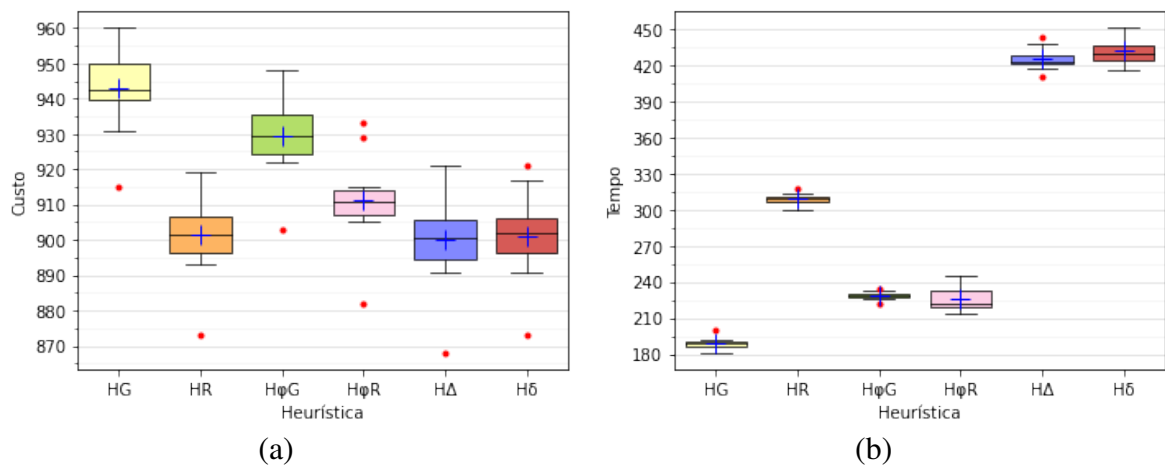 Custo
960
950
940
930
920
910
900
890
880
870
HG HR HφG HφR HΔ Hδ
Heurística
(a)
Tempo
450
420
390
360
330
300
270
240
210
180
HG HR HφG HφR HΔ Hδ
Heurística
(b)